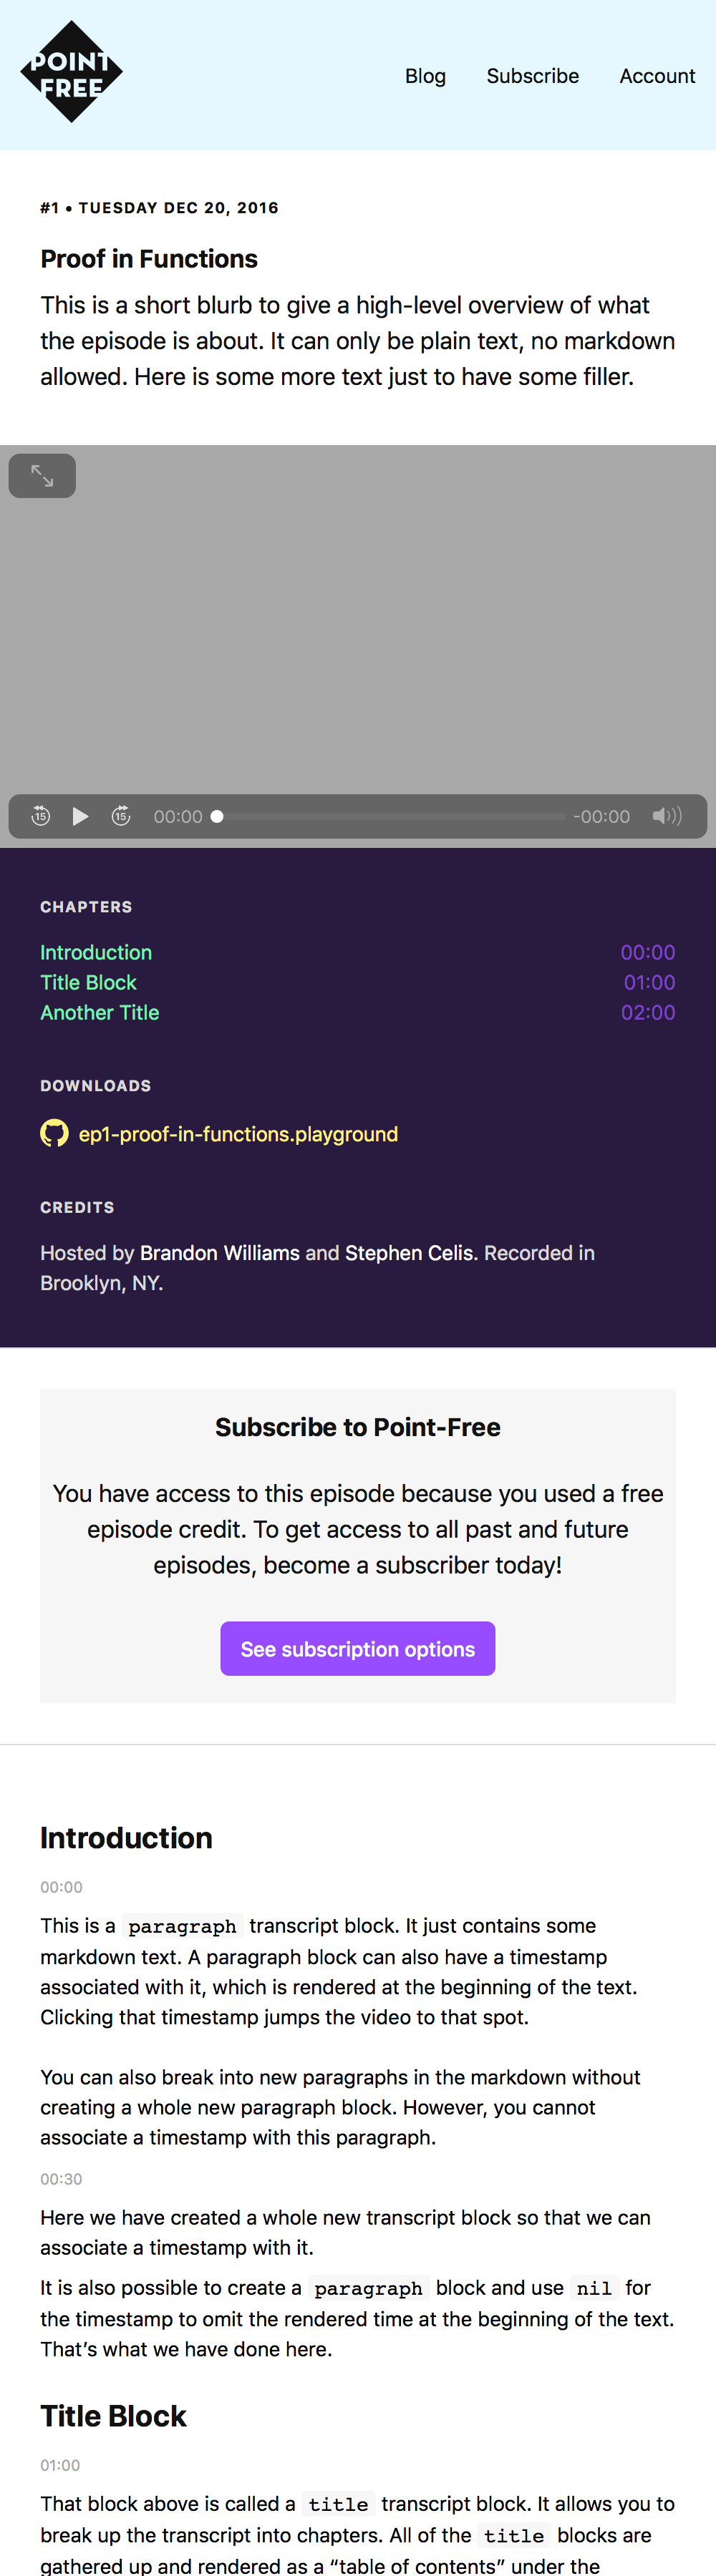 POINT
FREE
Blog Subscribe Account
#1 • TUESDAY DEC 20, 2016
Proof in Functions
This is a short blurb to give a high-level overview of what
the episode is about. It can only be plain text, no markdown
allowed. Here is some more text just to have some filler.
15 15 00:00 -00:00
CHAPTERS
Introduction 00:00
Title Block 01:00
Another Title 02:00
DOWNLOADS
ep1-proof-in-functions.playground
CREDITS
Hosted by Brandon Williams and Stephen Celis. Recorded in
Brooklyn, NY.
Subscribe to Point-Free
You have access to this episode because you used a free
episode credit. To get access to all past and future
episodes, become a subscriber today!
See subscription options
Introduction
00:00
This is a paragraph transcript block. It just contains some
markdown text. A paragraph block can also have a timestamp
associated with it, which is rendered at the beginning of the text.
Clicking that timestamp jumps the video to that spot.
You can also break into new paragraphs in the markdown without
creating a whole new paragraph block. However, you cannot
associate a timestamp with this paragraph.
00:30
Here we have created a whole new transcript block so that we can
associate a timestamp with it.
It is also possible to create a paragraph block and use nil for
the timestamp to omit the rendered time at the beginning of the text.
That’s what we have done here.
Title Block
01:00
That block above is called a title transcript block. It allows you to
break up the transcript into chapters. All of the title blocks are
gathered up and rendered as a “table of contents” under the